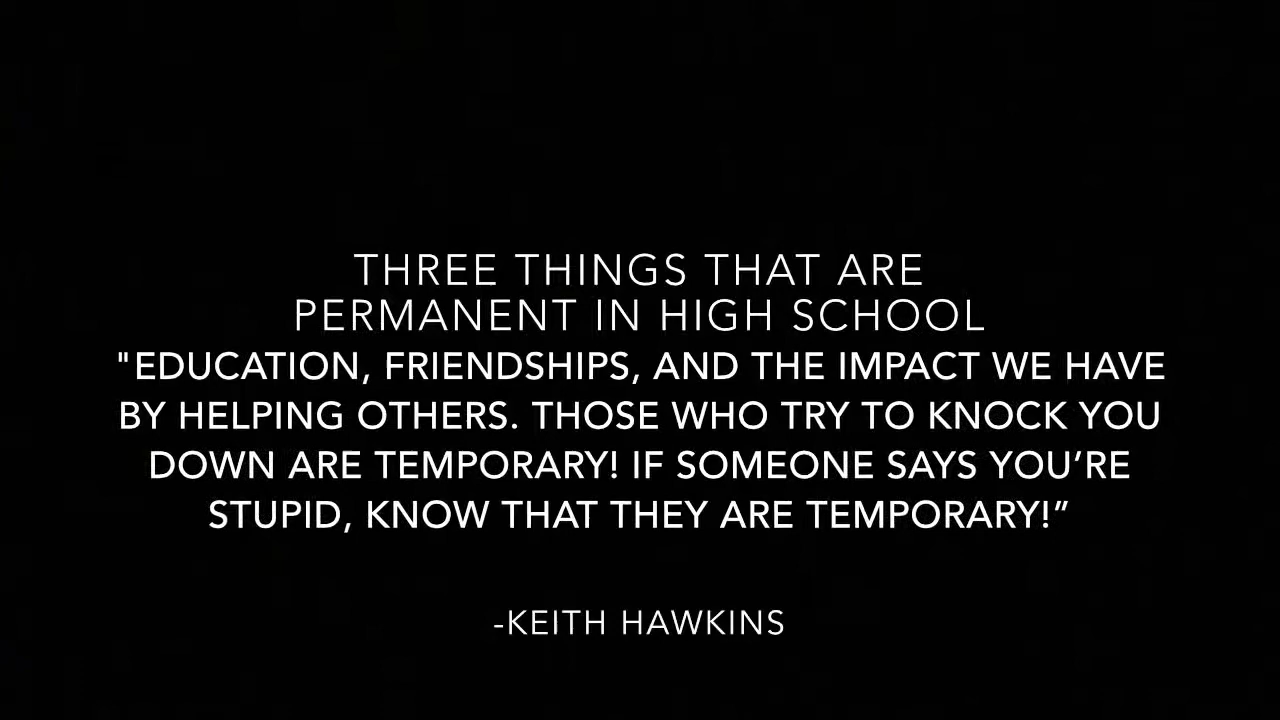 THREE THINGS THAT ARE
PERMANENT IN HIGH SCHOOL
"EDUCATION, FRIENDSHIPS, AND THE IMPACT WE HAVE
BY HELPING OTHERS. THOSE WHO TRY TO KNOCK YOU
DOWN ARE TEMPORARY! IF SOMEONE SAYS YOU’RE
STUPID, KNOW THAT THEY ARE TEMPORARY!”
-KEITH HAWKINS